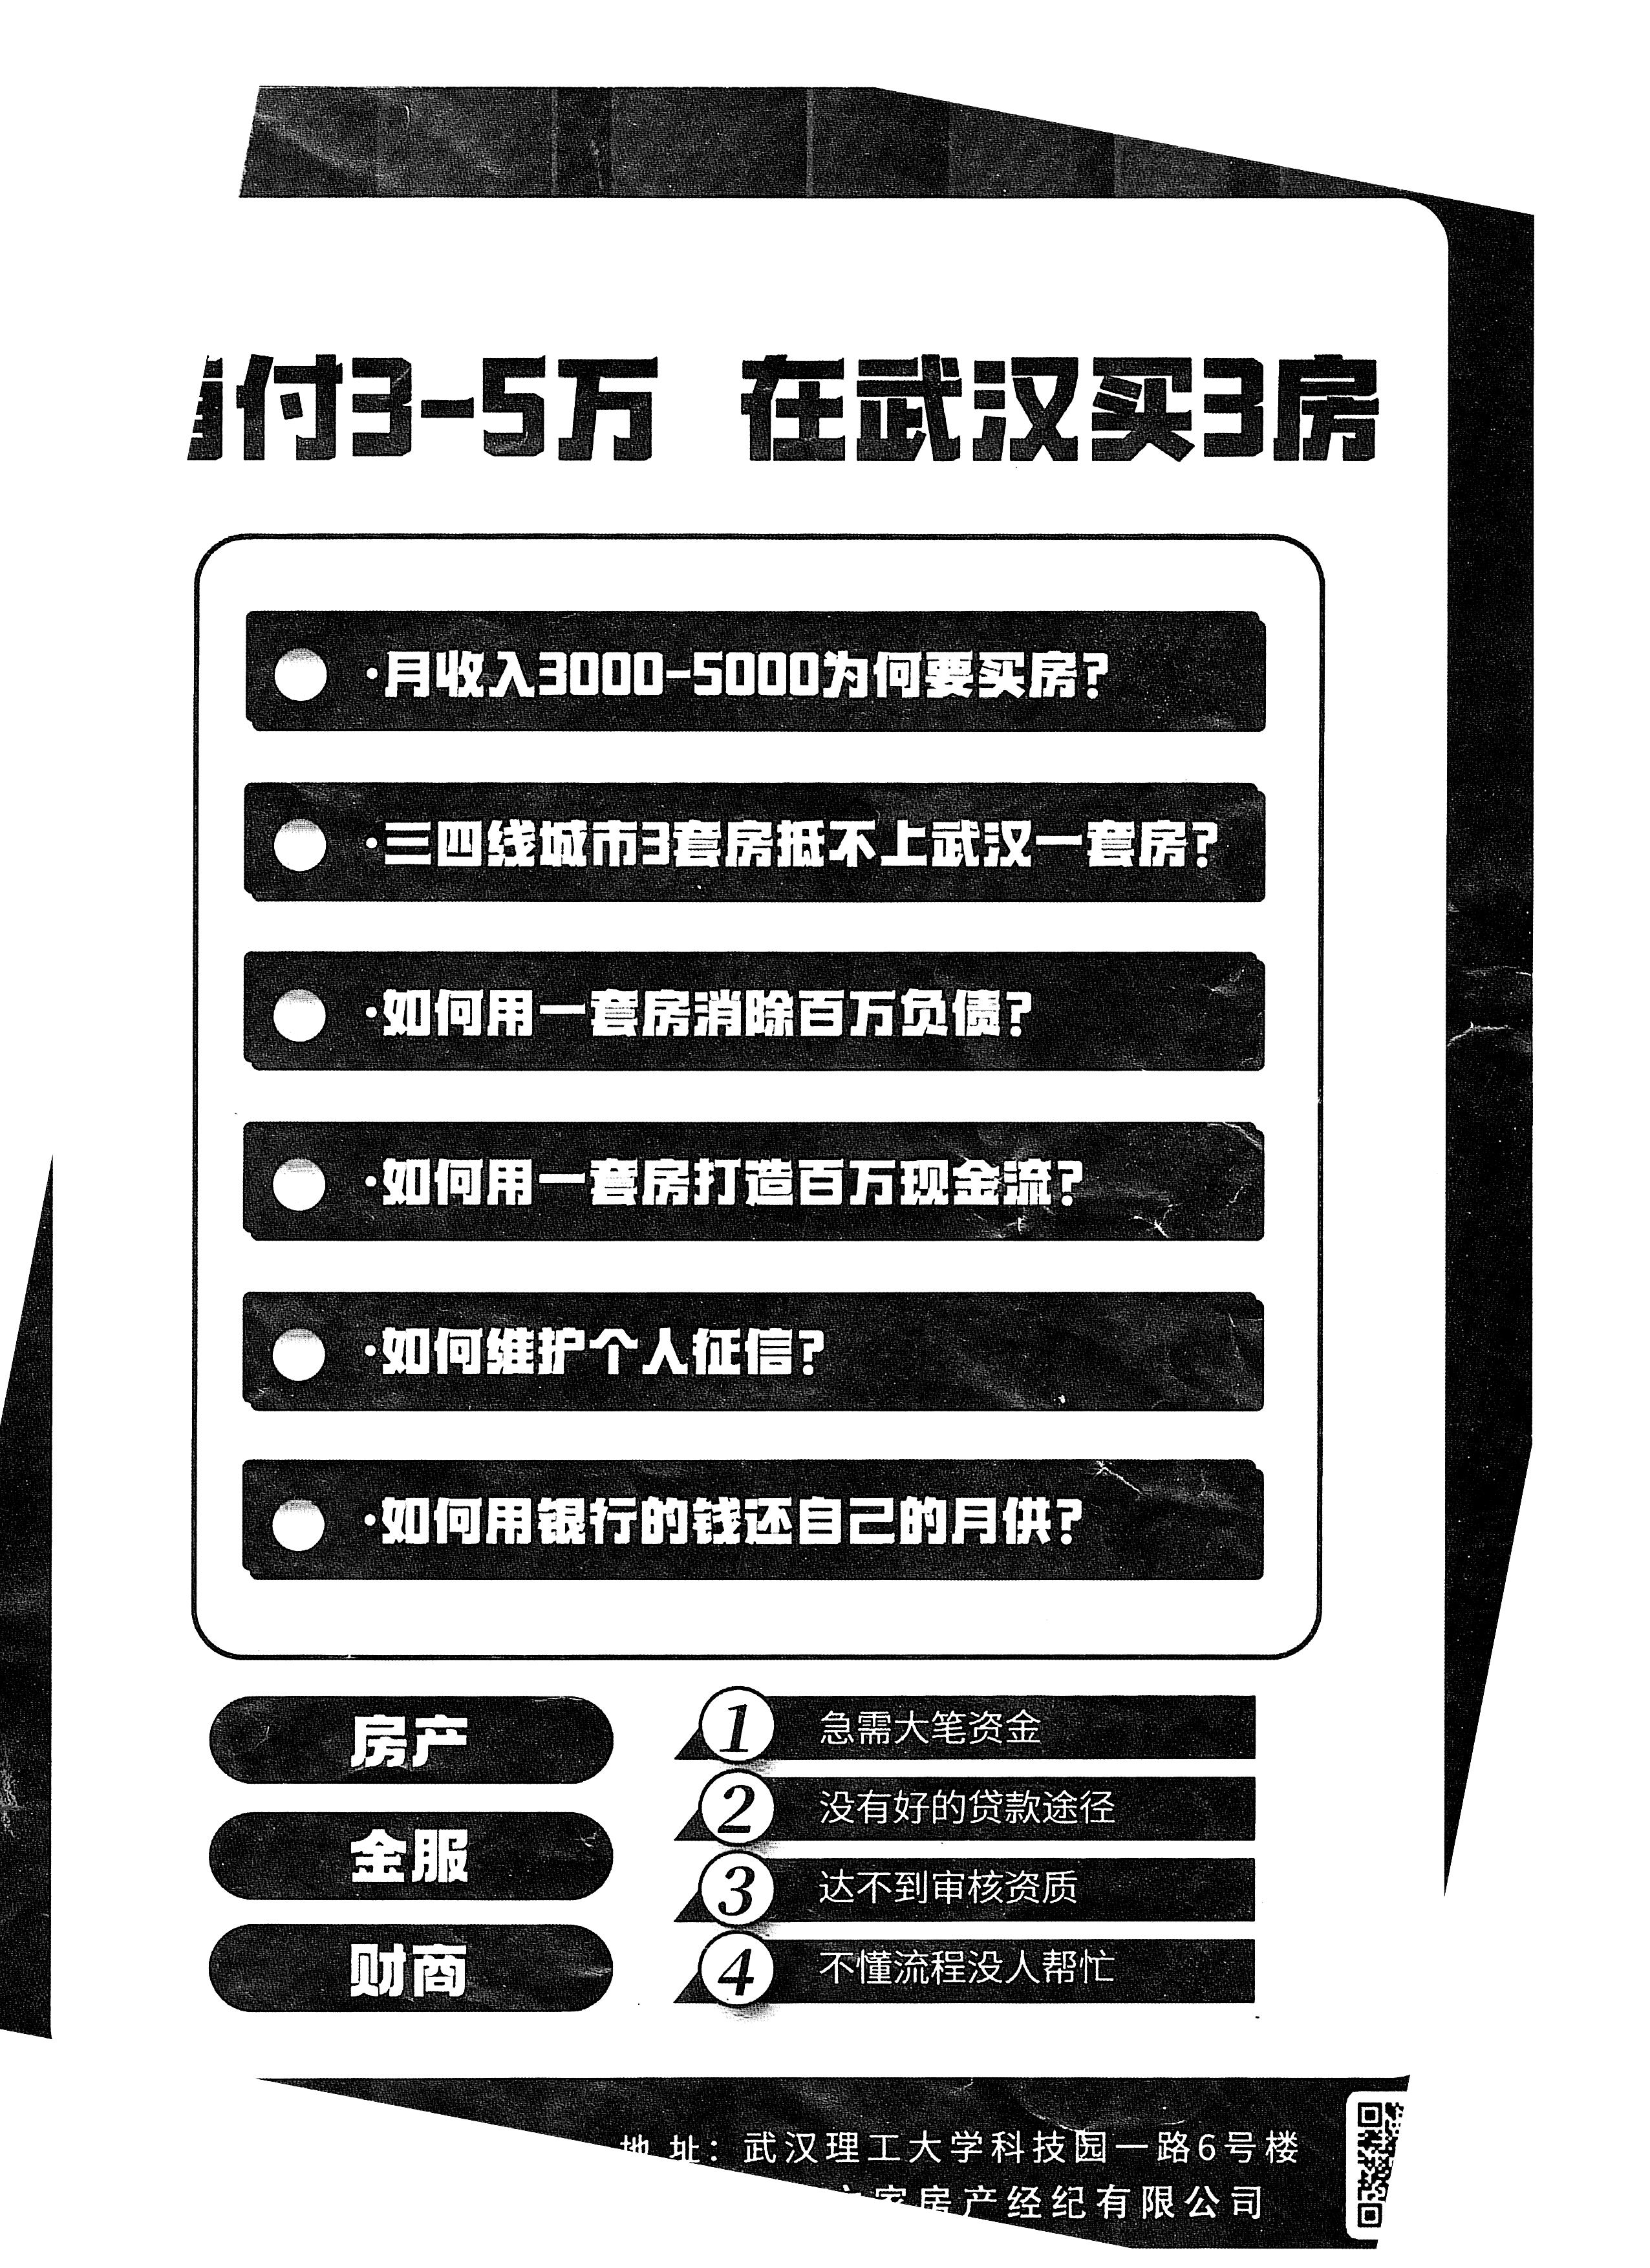 付3-5万 在武汉买3房
·月收入3000-5000为何要买房?
·三四线城市3套房抵不上武汉一套房?
·如何用一套房消除百万负债?
·如何用一套房打造百万现金流?
·如何维护个人征信?
·如何用银行的钱还自己的月供?
房产
金服
财商
1 急需大笔资金
2 没有好的贷款途径
3 达不到审核资质
4 不懂流程没人帮忙
地 址：武汉理工大学科技园一路6号楼
家房产经纪有限公司